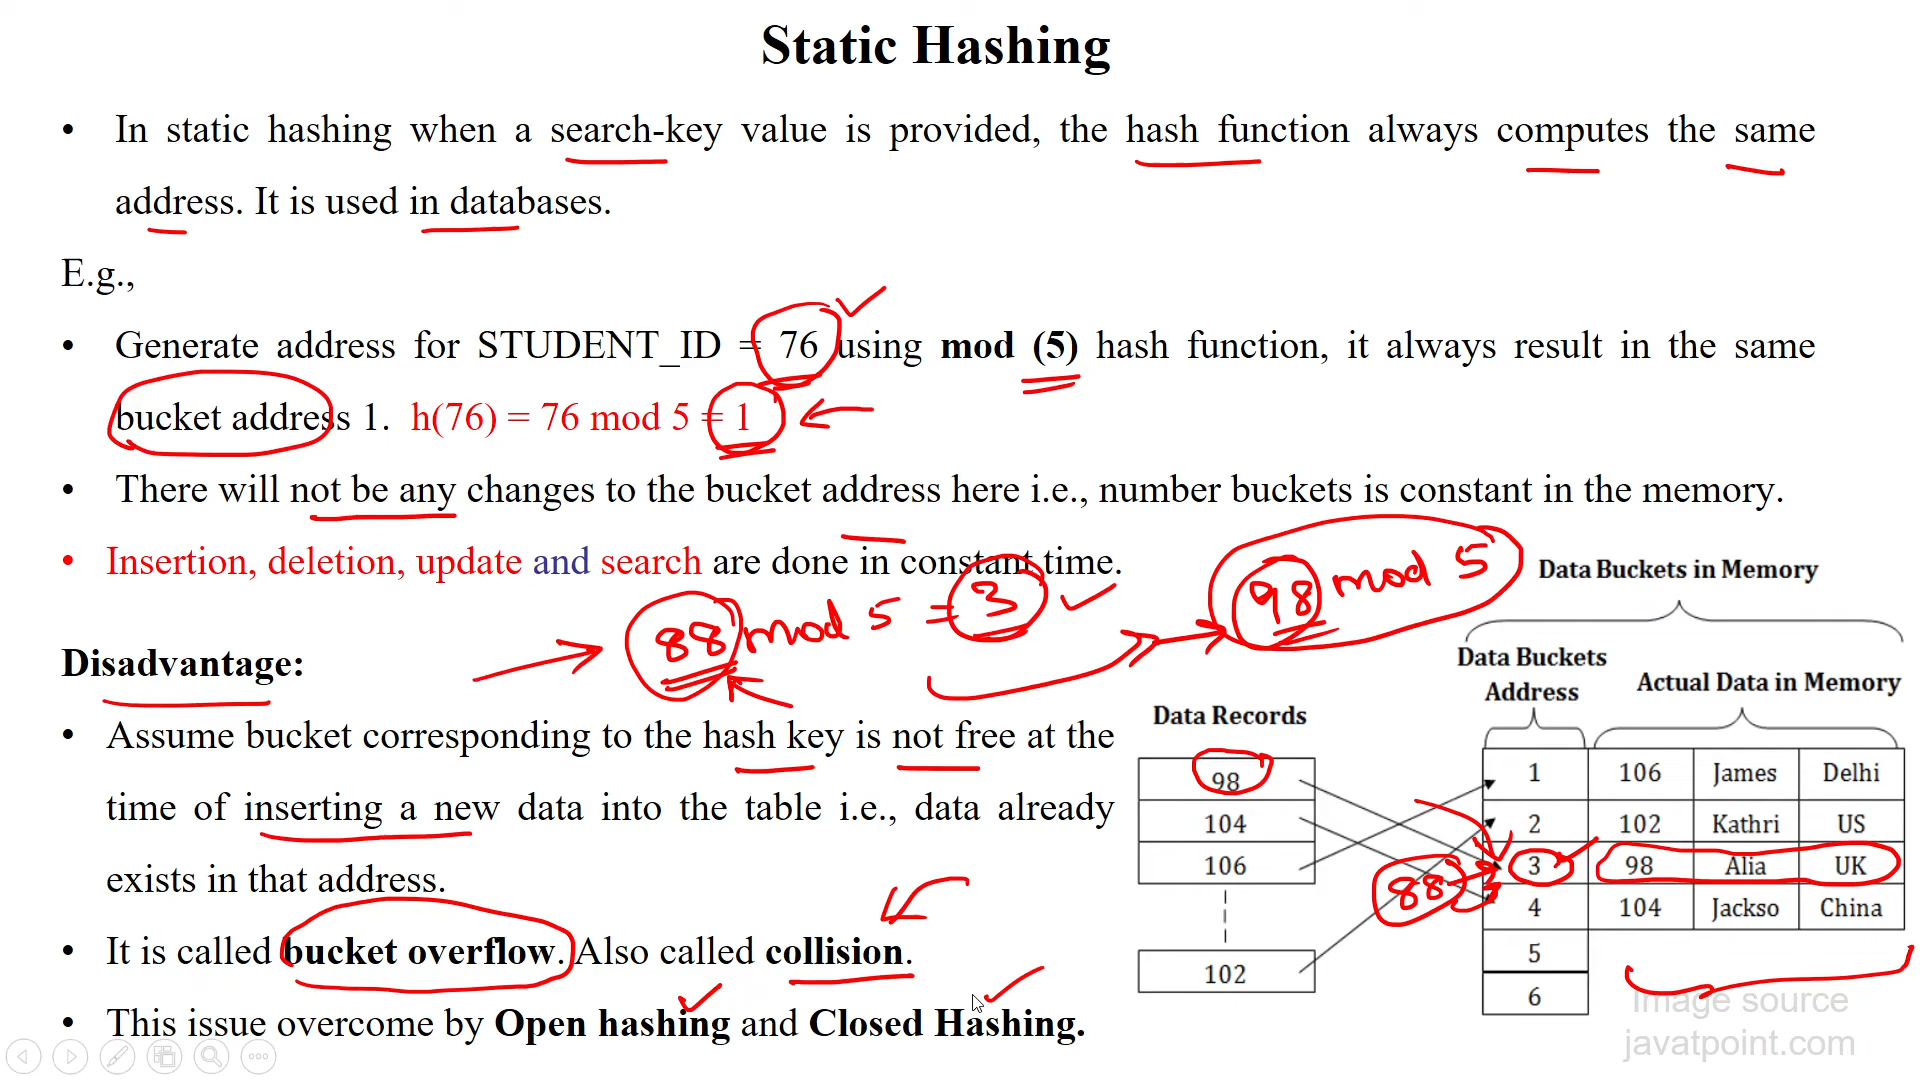 Static Hashing
• In static hashing when a search-key value is provided, the hash function always computes the same
address. It is used in databases.
E.g.,
• Generate address for STUDENT_ID = 76 using mod (5) hash function, it always result in the same
bucket address 1. h(76) = 76 mod 5 = 1
• There will not be any changes to the bucket address here i.e., number buckets is constant in the memory.
• Insertion, deletion, update and search are done in constant time.
88 mod 5 = 3
98 mod 5
Disadvantage:
• Assume bucket corresponding to the hash key is not free at the
time of inserting a new data into the table i.e., data already
exists in that address.
• It is called bucket overflow. Also called collision.
• This issue overcome by Open hashing and Closed Hashing.
Data Buckets in Memory
Data Buckets
Address
Actual Data in Memory
Data Records
98
104
106
102
88
1 106 James Delhi
2 102 Kathri US
3 98 Alia UK
4 104 Jackso China
5
6
Image source
javatpoint.com